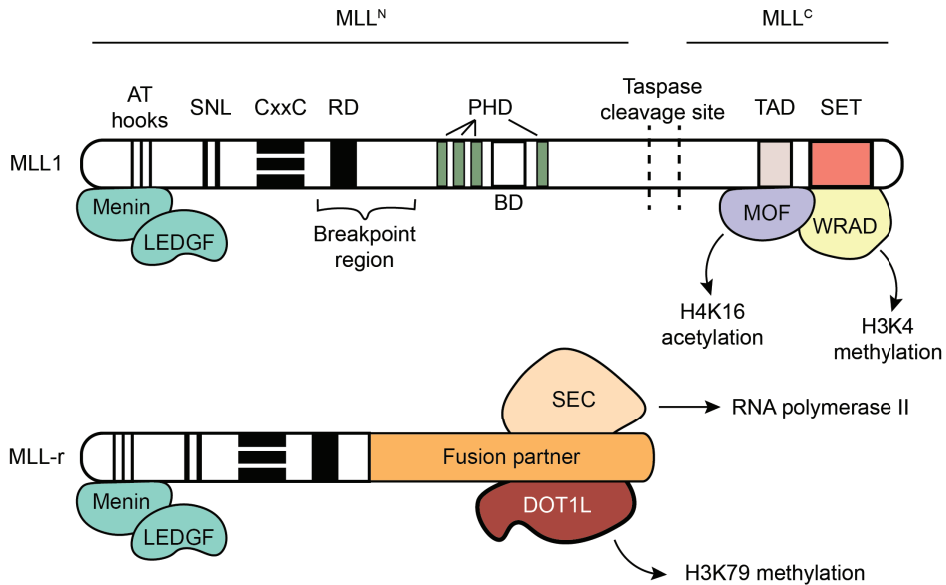 MLLᴺ
MLLᶜ
AT
hooks
SNL
CxxC
RD
PHD
Taspase
cleavage site
TAD
SET
MLL1
BD
Menin
LEDGF
Breakpoint
region
MOF
WRAD
H4K16
acetylation
H3K4
methylation
SEC
RNA polymerase II
MLL-r
Fusion partner
Menin
LEDGF
DOT1L
H3K79 methylation